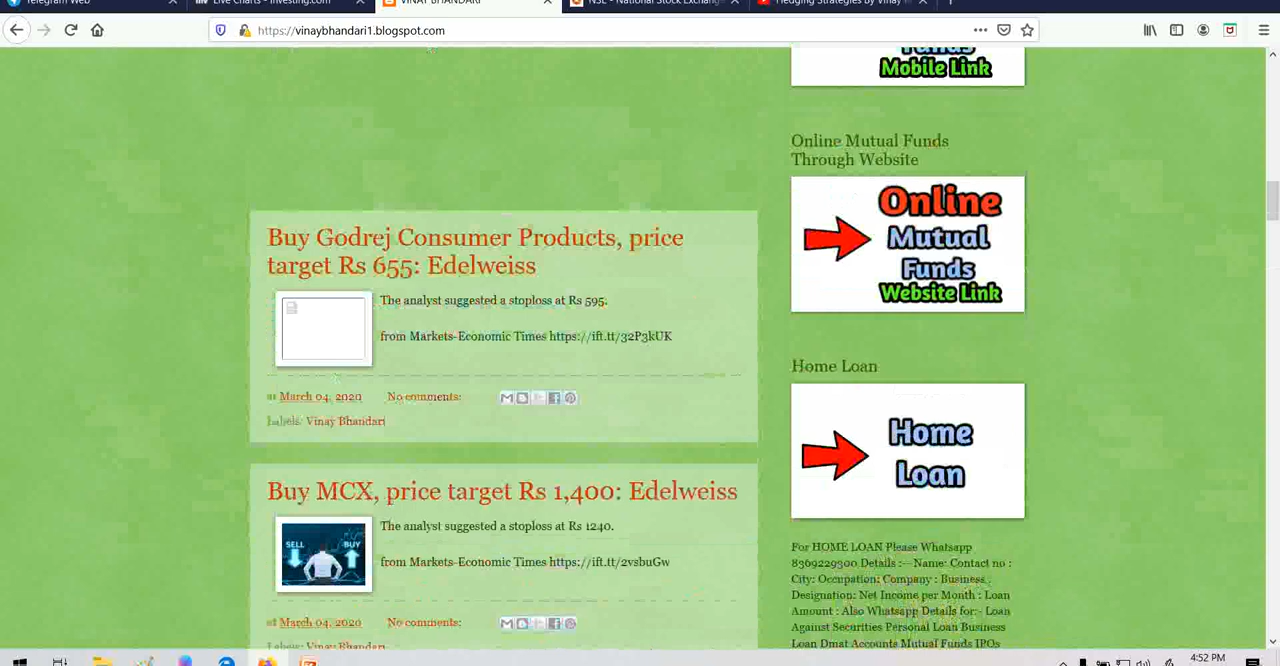 Telegram Web
Live Charts - Investing.com
VINAY BHANDARI
NSE - National Stock Exchang
Hedging Strategies by Vinay
https://vinaybhandari1.blogspot.com
Funds
Mobile Link
Online Mutual Funds
Through Website
Online
Mutual
Funds
Website Link
Buy Godrej Consumer Products, price
target Rs 655: Edelweiss
The analyst suggested a stoploss at Rs 595.
from Markets-Economic Times https://ift.tt/32P3kUK
at March 04, 2020 No comments:
Labels: Vinay Bhandari
Home Loan
Home
Loan
Buy MCX, price target Rs 1,400: Edelweiss
The analyst suggested a stoploss at Rs 1240.
SELL
BUY
from Markets-Economic Times https://ift.tt/2vsbuGw
at March 04, 2020 No comments:
Labels: Vinay Bhandari
For HOME LOAN Please Whatsapp
8369229300 Details :-- Name: Contact no :
City: Occupation: Company : Business :
Designation: Net Income per Month : Loan
Amount : Also Whatsapp Details for:- Loan
Against Securities Personal Loan Business
Loan Dmat Accounts Mutual Funds IPOs
4:52 PM